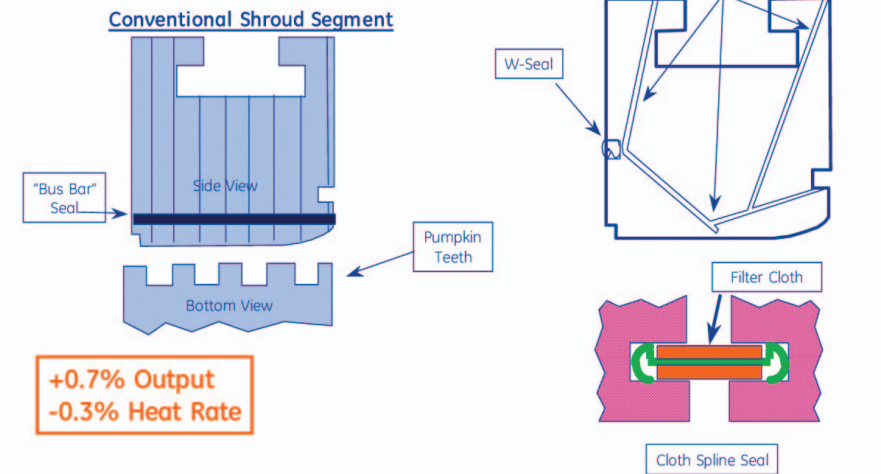 Conventional Shroud Segment
W-Seal
Side View
"Bus Bar"
Seal
Pumpkin
Teeth
Bottom View
Filter Cloth
+0.7% Output
-0.3% Heat Rate
Cloth Spline Seal